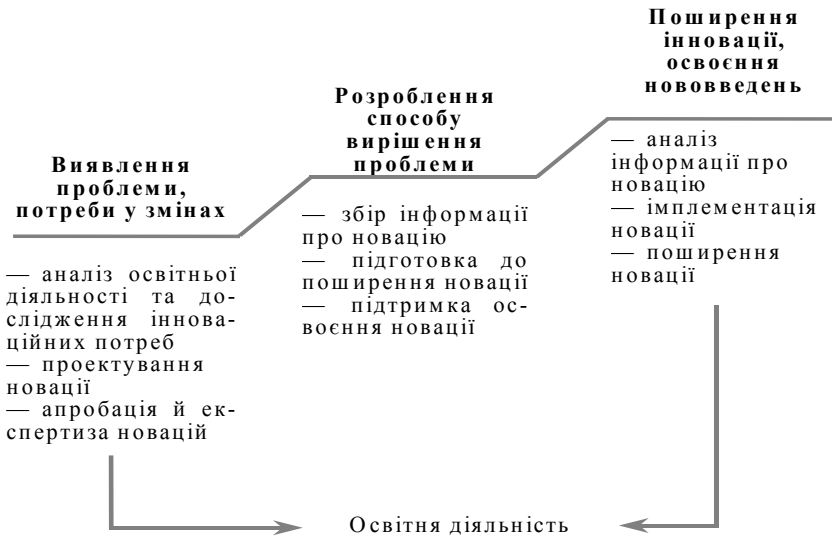 Виявлення
проблеми,
потреби у змінах
— аналіз освітньої
діяльності та до-
слідження іннова-
ційних потреб
— проектування
новації
— апробація й ек-
спертиза новацій
Розроблення
способу
вирішення
проблеми
— збір інформації
про новацію
— підготовка до
поширення новації
— підтримка ос-
воєння новації
Поширення
інновації,
освоєння
нововведень
— аналіз
інформації про
новацію
— імплементація
новації
— поширення
новації
Освітня діяльність